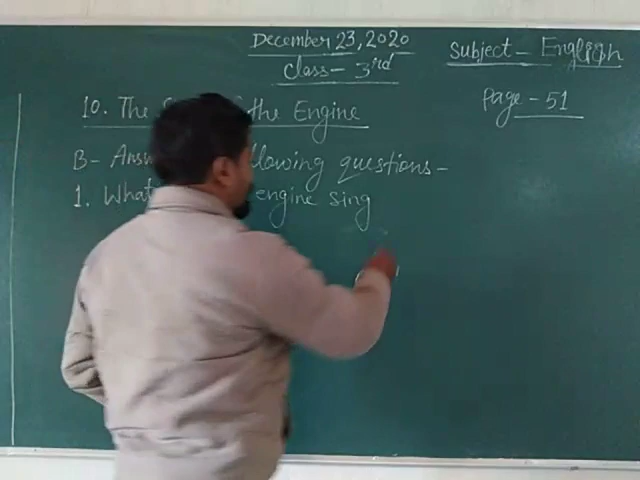 December 23, 2020
Class- 3rd
Subject- English
Page - 51
10. The the Engine
B- Answ llowing questions-
1. What engine sing